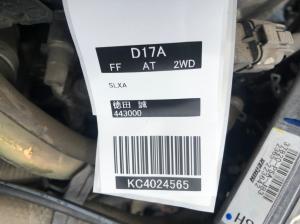 D17A
FF AT 2WD
SLXA
徳田 誠
443000
KC4024565